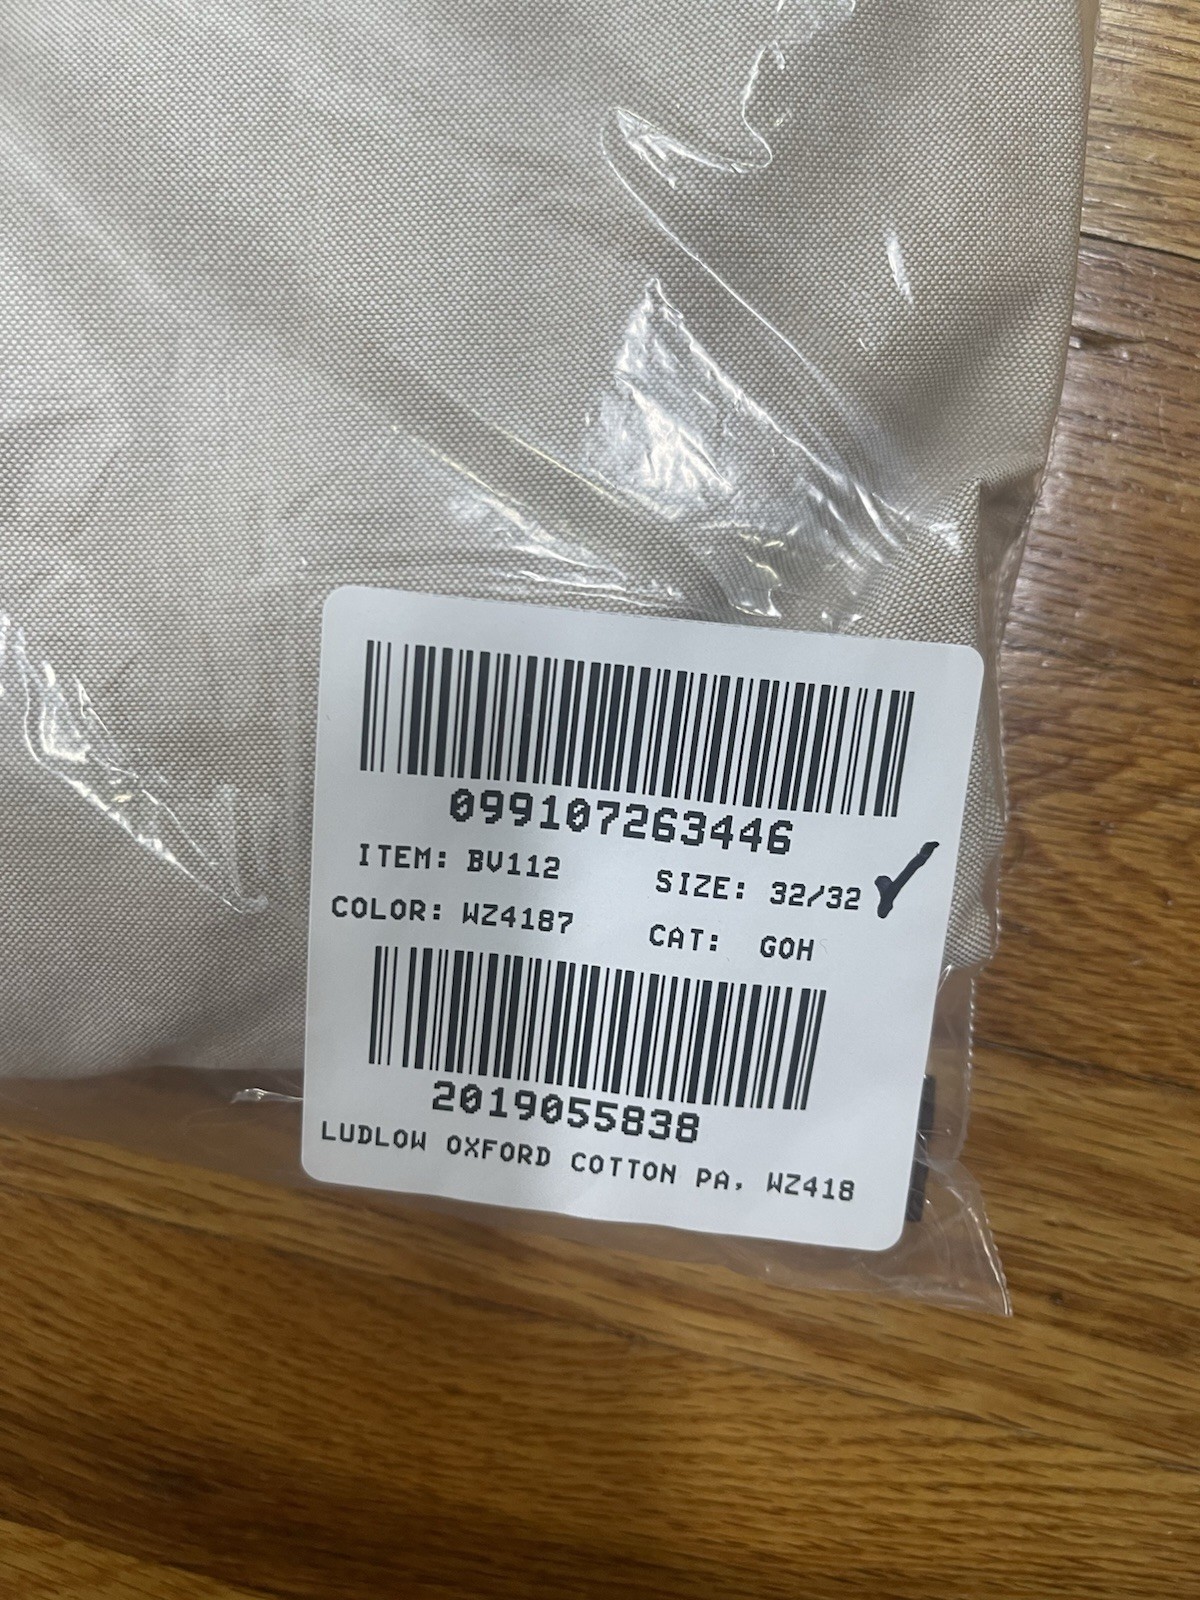 099107263446
ITEM: BV112 SIZE: 32/32
COLOR: WZ4187 CAT: GOH
2019055838
LUDLOW OXFORD COTTON PA, WZ418